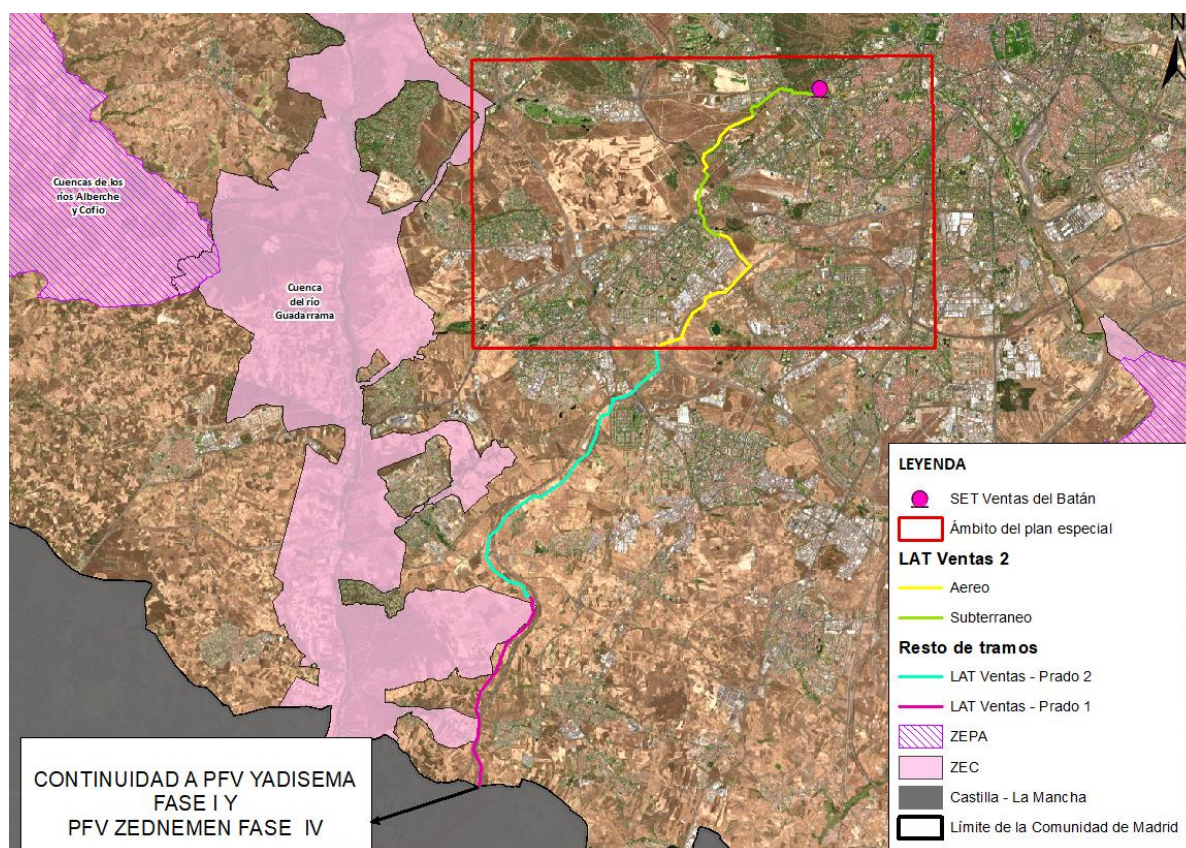 N
Cuencas de los
ríos Alberche
y Cofio
Cuenca
del río
Guadarrama
LEYENDA
SET Ventas del Batán
Ámbito del plan especial
LAT Ventas 2
Aereo
Subterraneo
Resto de tramos
LAT Ventas - Prado 2
LAT Ventas - Prado 1
ZEPA
ZEC
Castilla - La Mancha
Límite de la Comunidad de Madrid
CONTINUIDAD A PFV YADISEMA
FASE I Y
PFV ZEDNEMEN FASE IV